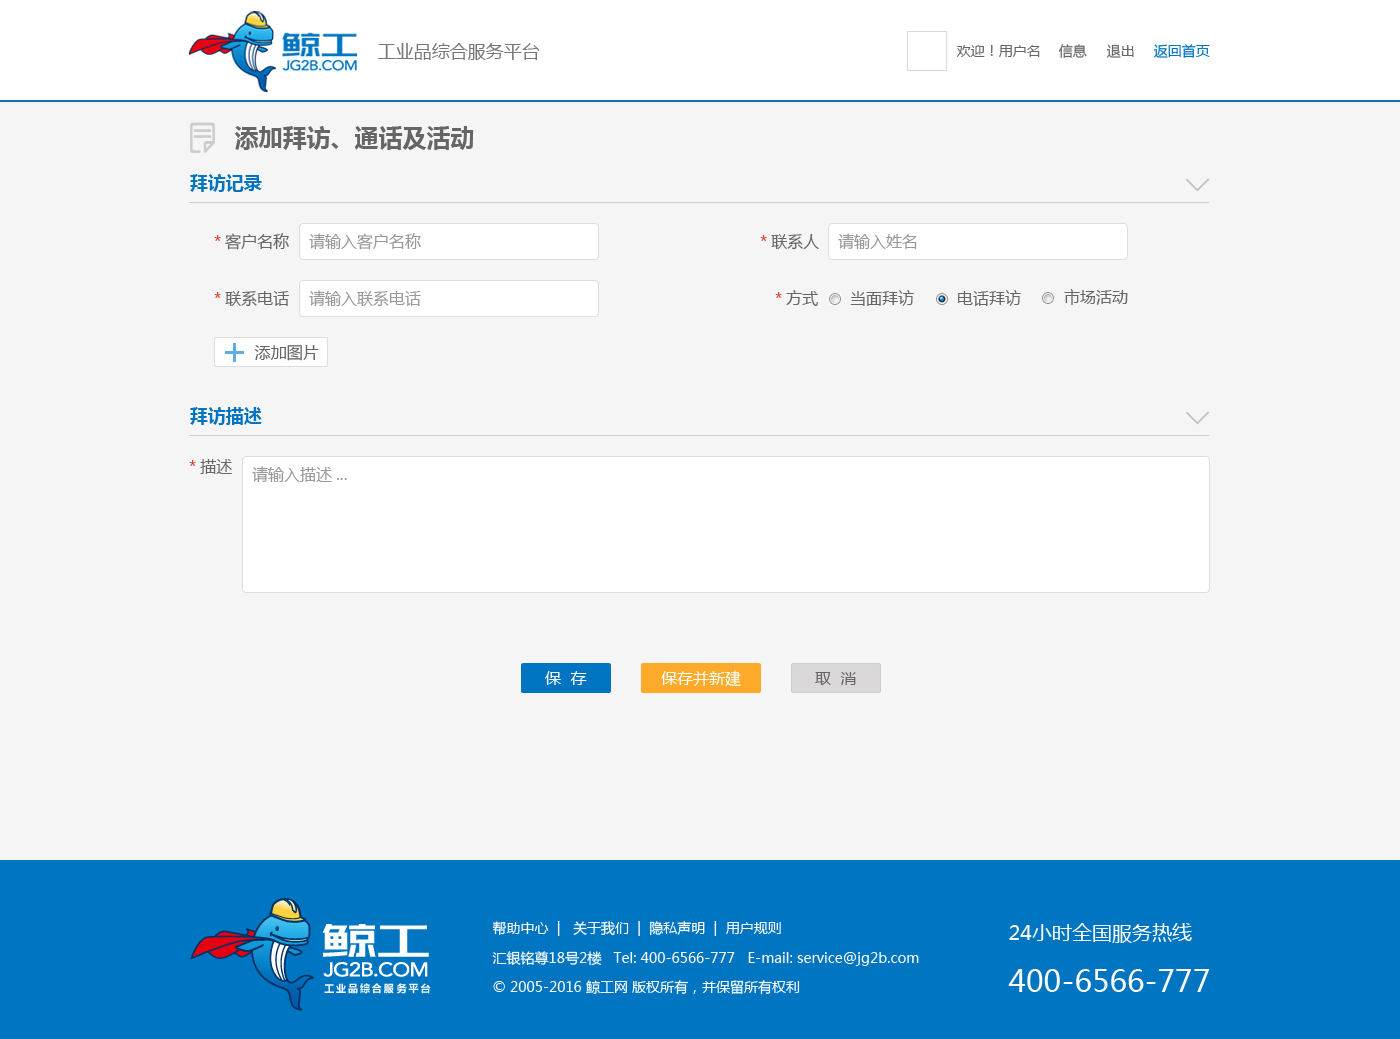 鲸工
JG2B.COM
工业品综合服务平台
欢迎！用户名 信息 退出 返回首页
添加拜访、通话及活动
拜访记录
* 客户名称 请输入客户名称 * 联系人 请输入姓名
* 联系电话 请输入联系电话 * 方式 当面拜访 电话拜访 市场活动
添加图片
拜访描述
* 描述 请输入描述 ...
保 存 保存并新建 取 消
鲸工
JG2B.COM
工业品综合服务平台
帮助中心 | 关于我们 | 隐私声明 | 用户规则
汇银铭尊18号2楼 Tel: 400-6566-777 E-mail: service@jg2b.com
© 2005-2016 鲸工网 版权所有，并保留所有权利
24小时全国服务热线
400-6566-777